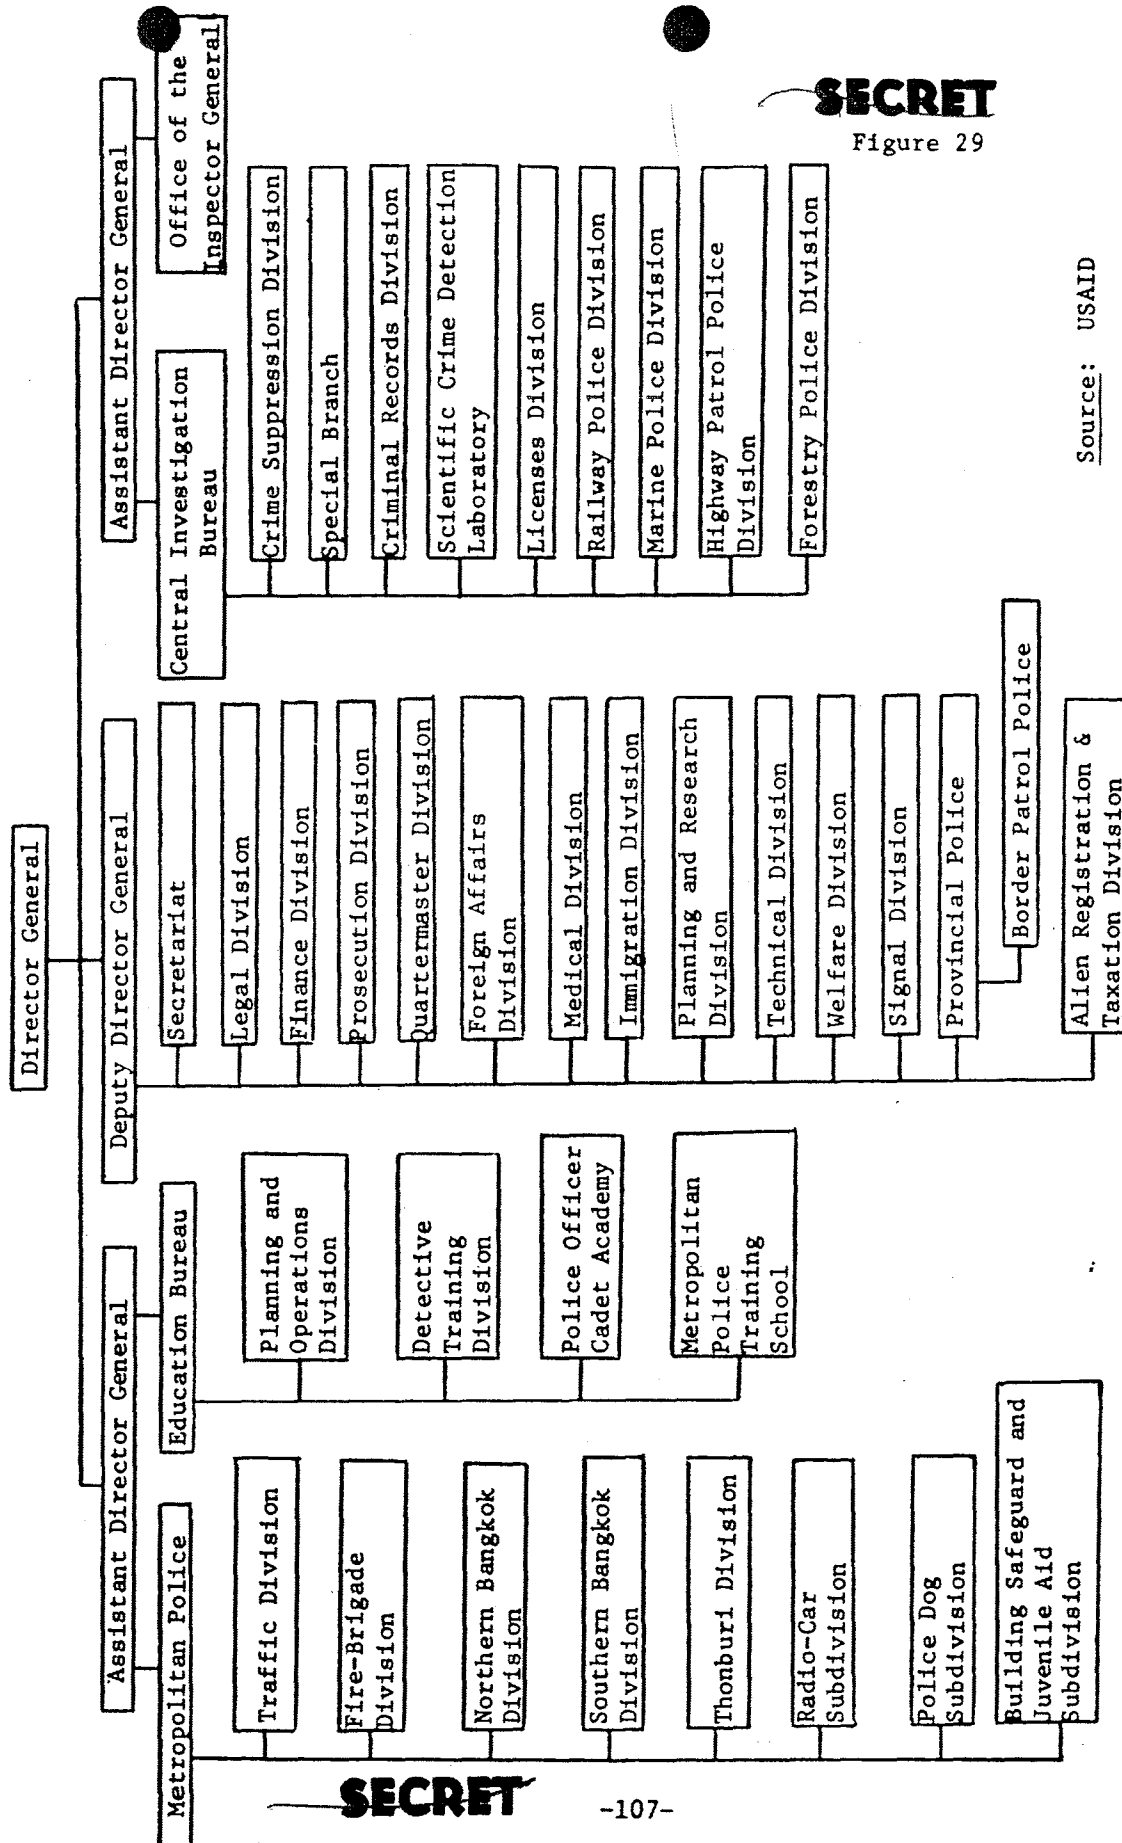 Director General
Assistant Director General
Deputy Director General
Assistant Director General
Metropolitan Police
Traffic Division
Fire-Brigade
Division
Northern Bangkok
Division
Southern Bangkok
Division
Thonburi Division
Radio-Car
Subdivision
Police Dog
Subdivision
Building Safeguard and
Juvenile Aid
Subdivision
Education Bureau
Planning and
Operations
Division
Detective
Training
Division
Police Officer
Cadet Academy
Metropolitan
Police
Training
School
Secretariat
Legal Division
Finance Division
Prosecution Division
Quartermaster Division
Foreign Affairs
Division
Medical Division
Immigration Division
Planning and Research
Division
Technical Division
Welfare Division
Signal Division
Provincial Police
Border Patrol Police
Alien Registration &
Taxation Division
Central Investigation
Bureau
Crime Suppression Division
Special Branch
Criminal Records Division
Scientific Crime Detection
Laboratory
Licenses Division
Railway Police Division
Marine Police Division
Highway Patrol Police
Division
Forestry Police Division
Office of the
Inspector General
Source: USAID
SECRET
Figure 29
SECRET
-107-